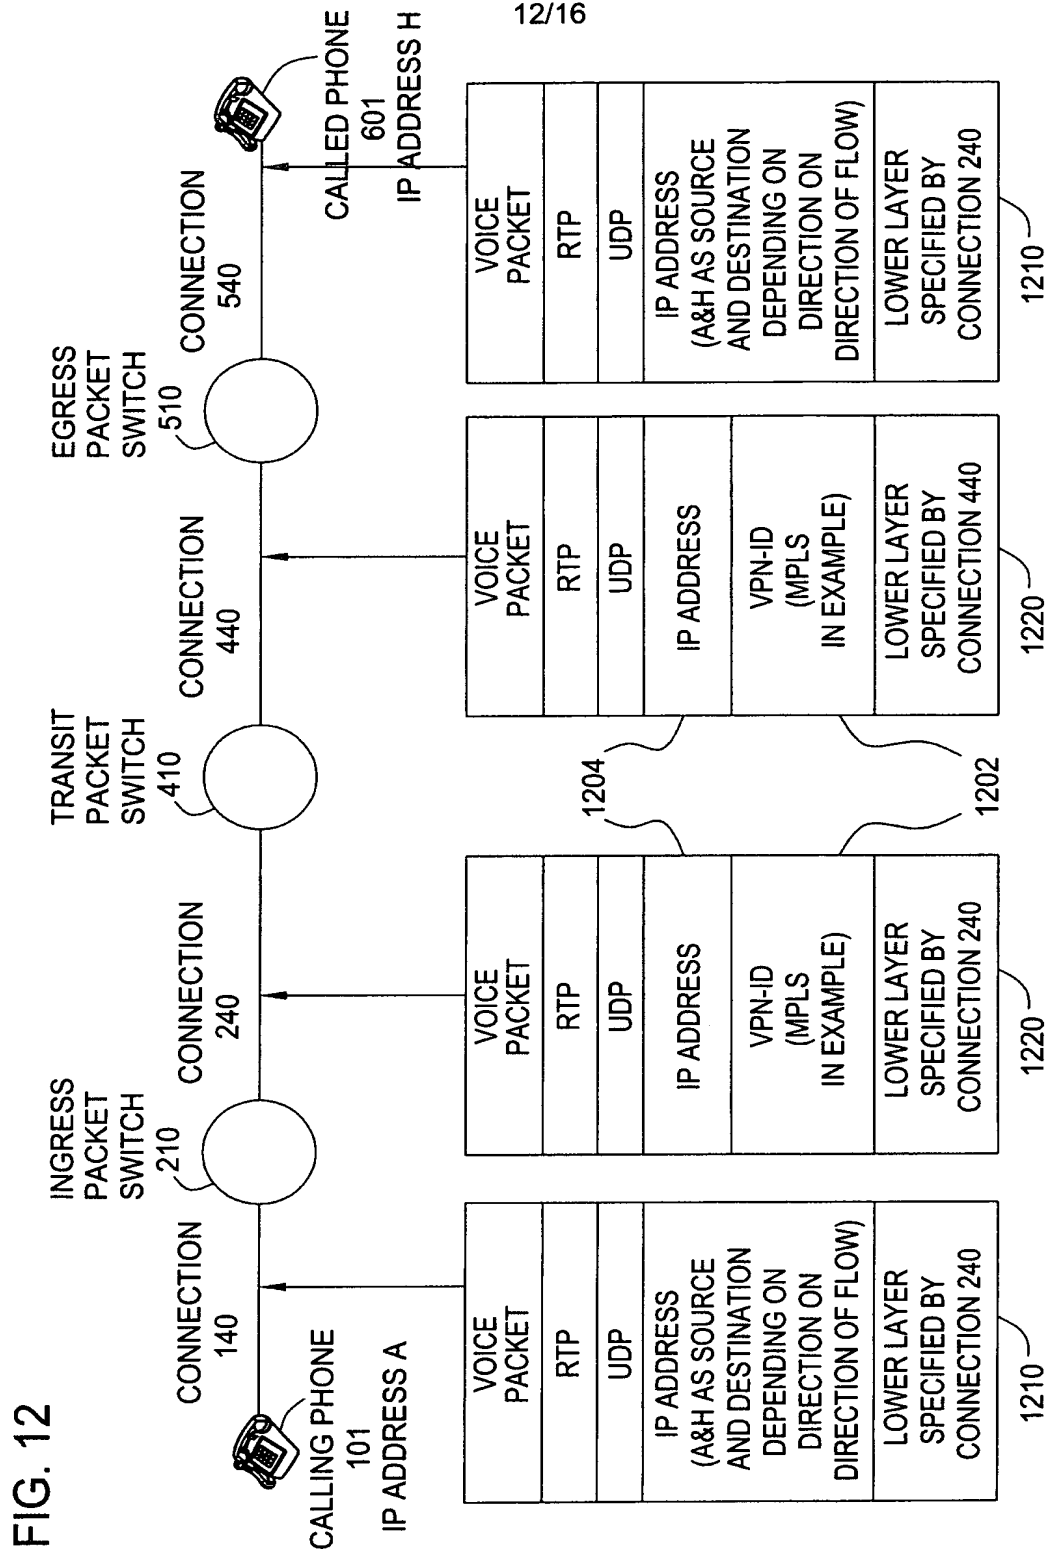 12/16
FIG. 12
CALLING PHONE
101
IP ADDRESS A
CONNECTION
140
INGRESS
PACKET
SWITCH
210
CONNECTION
240
TRANSIT
PACKET
SWITCH
410
CONNECTION
440
EGRESS
PACKET
SWITCH
510
CONNECTION
540
CALLED PHONE
601
IP ADDRESS H
VOICE
PACKET
RTP
UDP
IP ADDRESS
(A&H AS SOURCE
AND DESTINATION
DEPENDING ON
DIRECTION ON
DIRECTION OF FLOW)
LOWER LAYER
SPECIFIED BY
CONNECTION 240
1210
VOICE
PACKET
RTP
UDP
IP ADDRESS
VPN-ID
(MPLS
IN EXAMPLE)
LOWER LAYER
SPECIFIED BY
CONNECTION 240
1220
1204
1202
VOICE
PACKET
RTP
UDP
IP ADDRESS
VPN-ID
(MPLS
IN EXAMPLE)
LOWER LAYER
SPECIFIED BY
CONNECTION 440
1220
VOICE
PACKET
RTP
UDP
IP ADDRESS
(A&H AS SOURCE
AND DESTINATION
DEPENDING ON
DIRECTION ON
DIRECTION OF FLOW)
LOWER LAYER
SPECIFIED BY
CONNECTION 240
1210